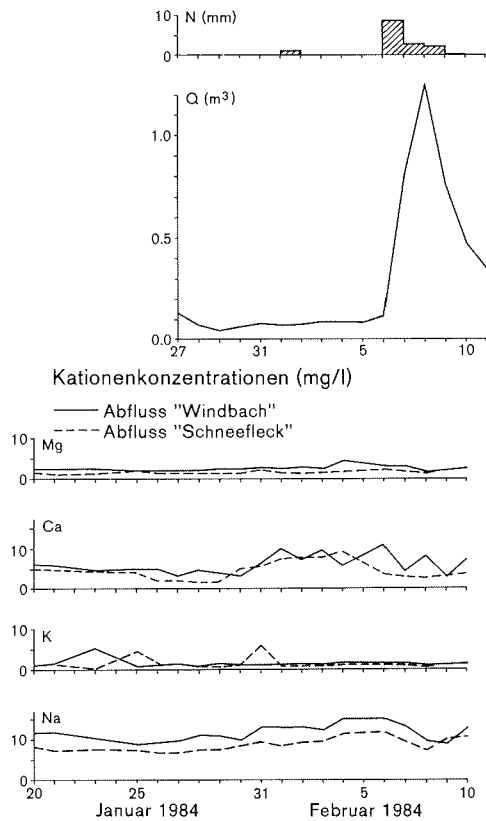 N (mm)
10
0
Q (m³)
1.0
0.5
0.0
27 31 5 10
Kationenkonzentrationen (mg/l)
Abfluss "Windbach"
Abfluss "Schneefleck"
Mg
10
0
Ca
10
0
K
10
0
Na
10
0
20 25 31 5 10
Januar 1984 Februar 1984